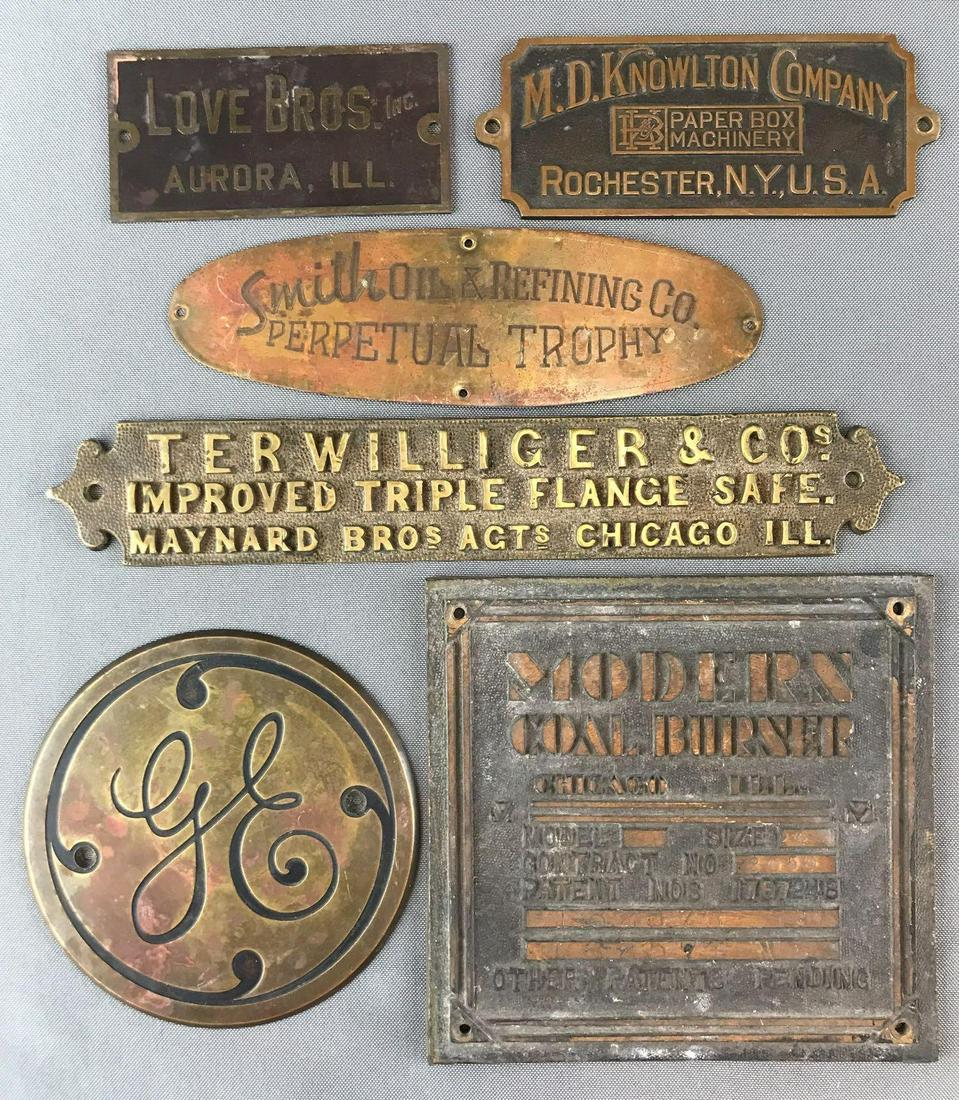 LOVE BROS. INC.
AURORA, ILL.
M.D. KNOWLTON COMPANY
PAPER BOX
MACHINERY
ROCHESTER, N.Y., U.S.A.
Smith OIL & REFINING CO.
PERPETUAL TROPHY
TERWILLIGER & COS
IMPROVED TRIPLE FLANGE SAFE.
MAYNARD BROS AGTS CHICAGO ILL.
GE
MODERN
COAL BURNER
CHICAGO ILL.
MODEL SIZE
CONTRACT NO
PATENT NOS 1787248
OTHER PATENTS PENDING